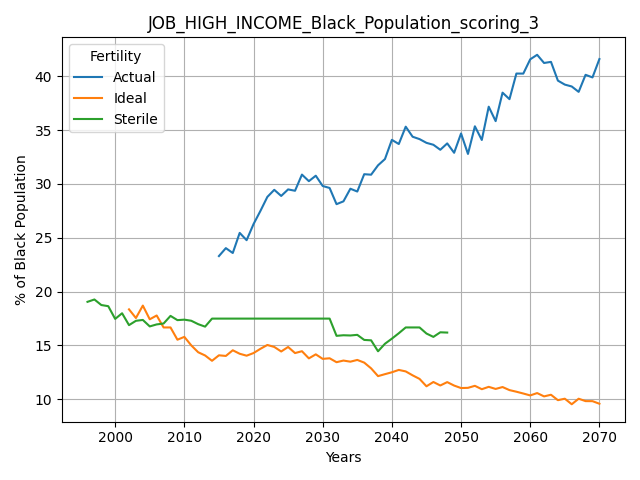 JOB_HIGH_INCOME_Black_Population_scoring_3
Fertility
Actual
Ideal
Sterile
% of Black Population
40
35
30
25
20
15
10
2000 2010 2020 2030 2040 2050 2060 2070
Years